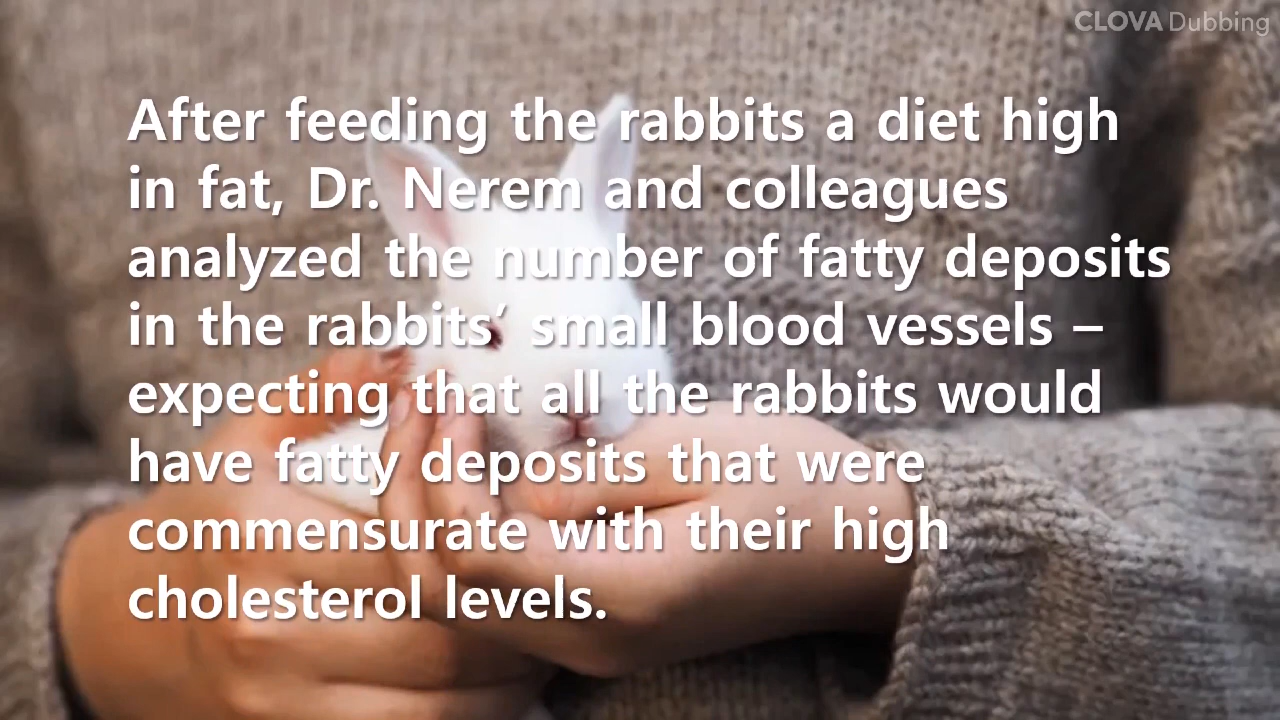 CLOVA Dubbing
After feeding the rabbits a diet high
in fat, Dr. Nerem and colleagues
analyzed the number of fatty deposits
in the rabbits’ small blood vessels –
expecting that all the rabbits would
have fatty deposits that were
commensurate with their high
cholesterol levels.